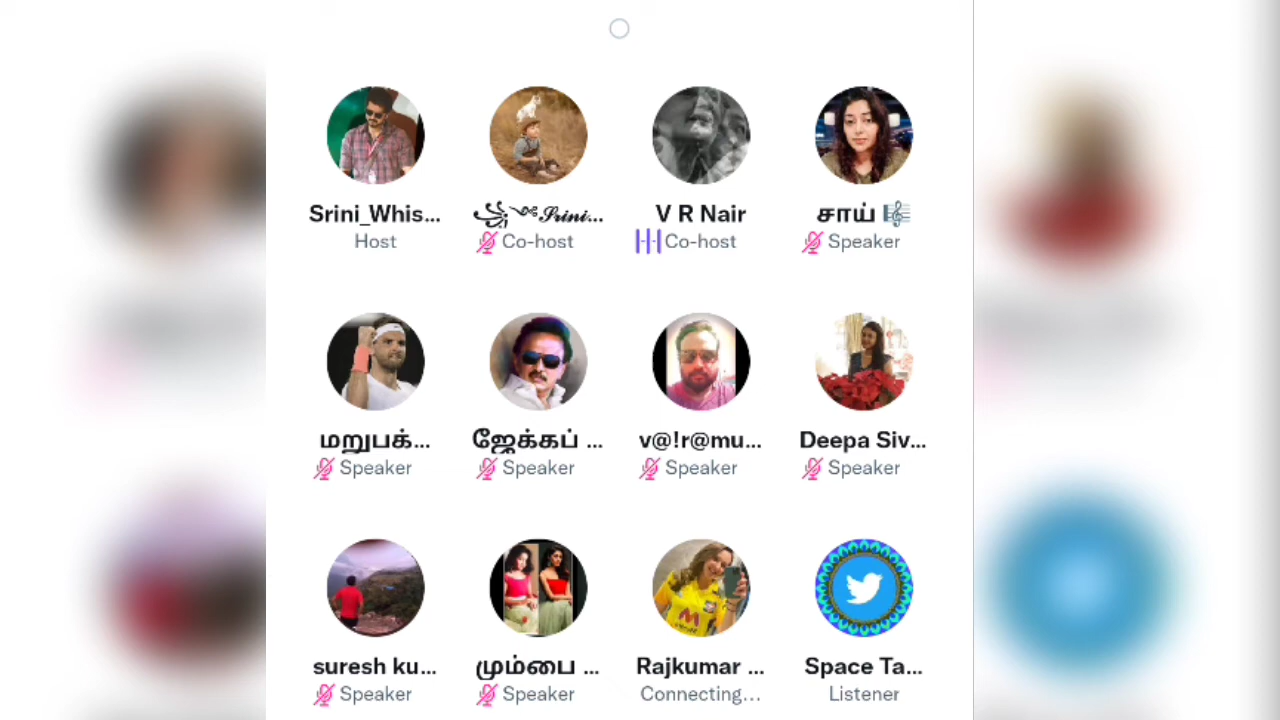 Srini_Whis...
Host
꧁༺𝒮𝓇𝒾𝓃𝒾...
Co-host
V R Nair
Co-host
சாய் 🎼
Speaker
மறுபக்...
Speaker
ஜேக்கப் ...
Speaker
v@!r@mu...
Speaker
Deepa Siv...
Speaker
suresh ku...
Speaker
மும்பை ...
Speaker
Rajkumar ...
Connecting...
Space Ta...
Listener